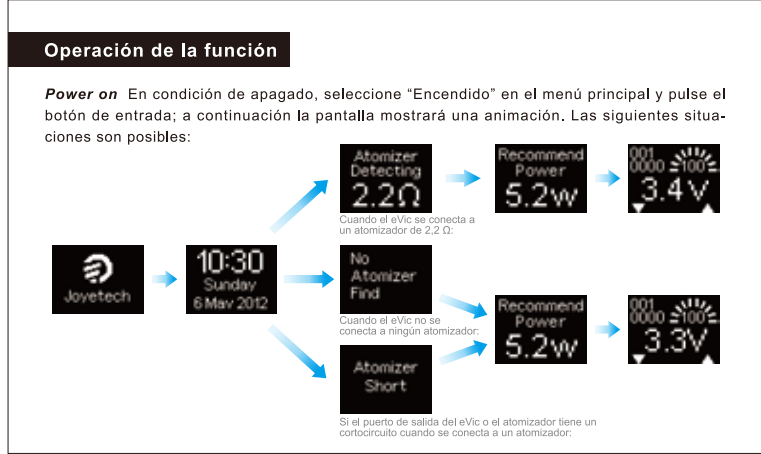 Operación de la función
Power on En condición de apagado, seleccione “Encendido” en el menú principal y pulse el
botón de entrada; a continuación la pantalla mostrará una animación. Las siguientes situa-
ciones son posibles:
Atomizer
Detecting
2.2Ω
Recommend
Power
5.2w
001
0000 100
3.4V
Cuando el eVic se conecta a
un atomizador de 2,2 Ω:
Joyetech
10:30
Sunday
6 May 2012
No
Atomizer
Find
Cuando el eVic no se
conecta a ningún atomizador:
Recommend
Power
5.2w
001
0000 100
3.3V
Atomizer
Short
Si el puerto de salida del eVic o el atomizador tiene un
cortocircuito cuando se conecta a un atomizador: